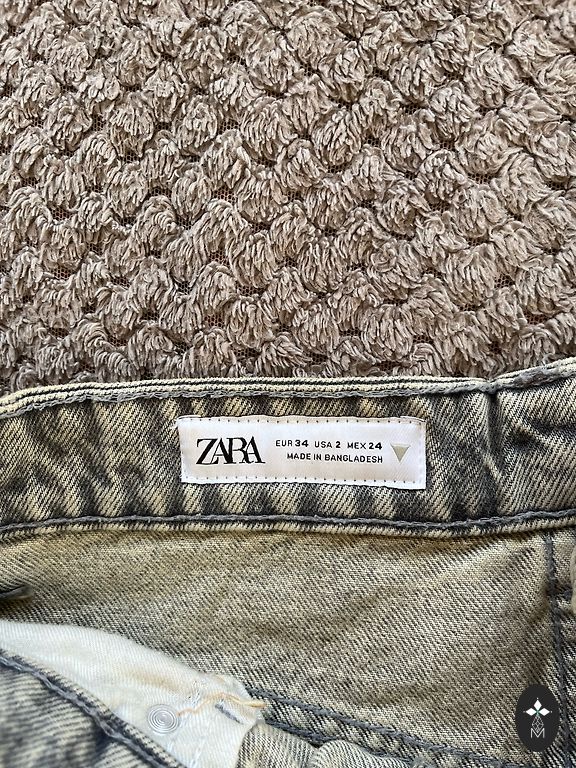 ZARA
EUR 34 USA 2 MEX 24
MADE IN BANGLADESH